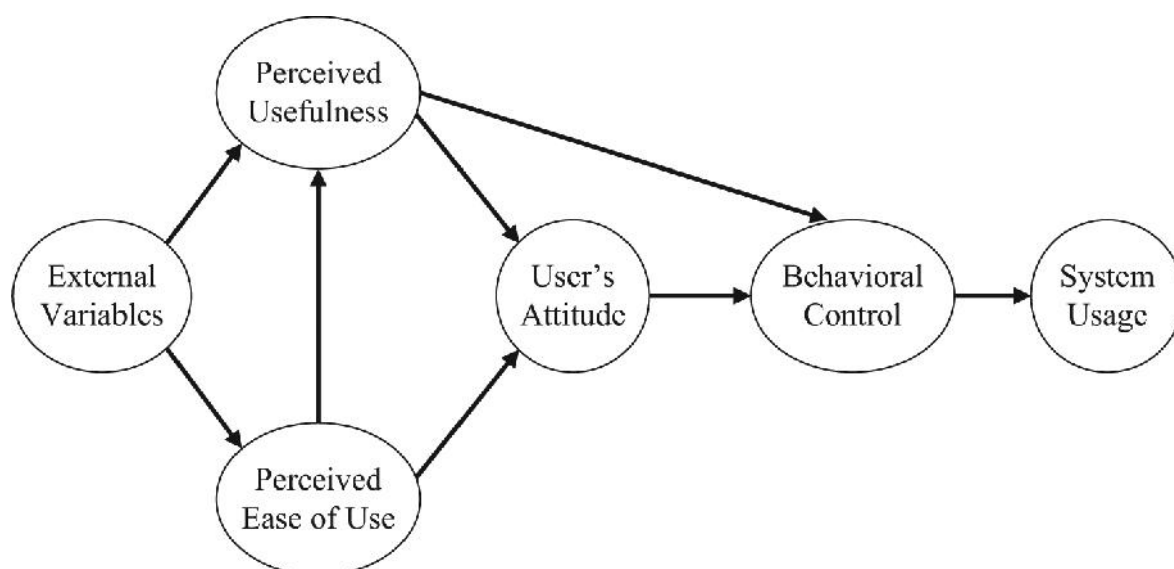 Perceived
Usefulness
External
Variables
User's
Attitude
Behavioral
Control
System
Usage
Perceived
Ease of Use